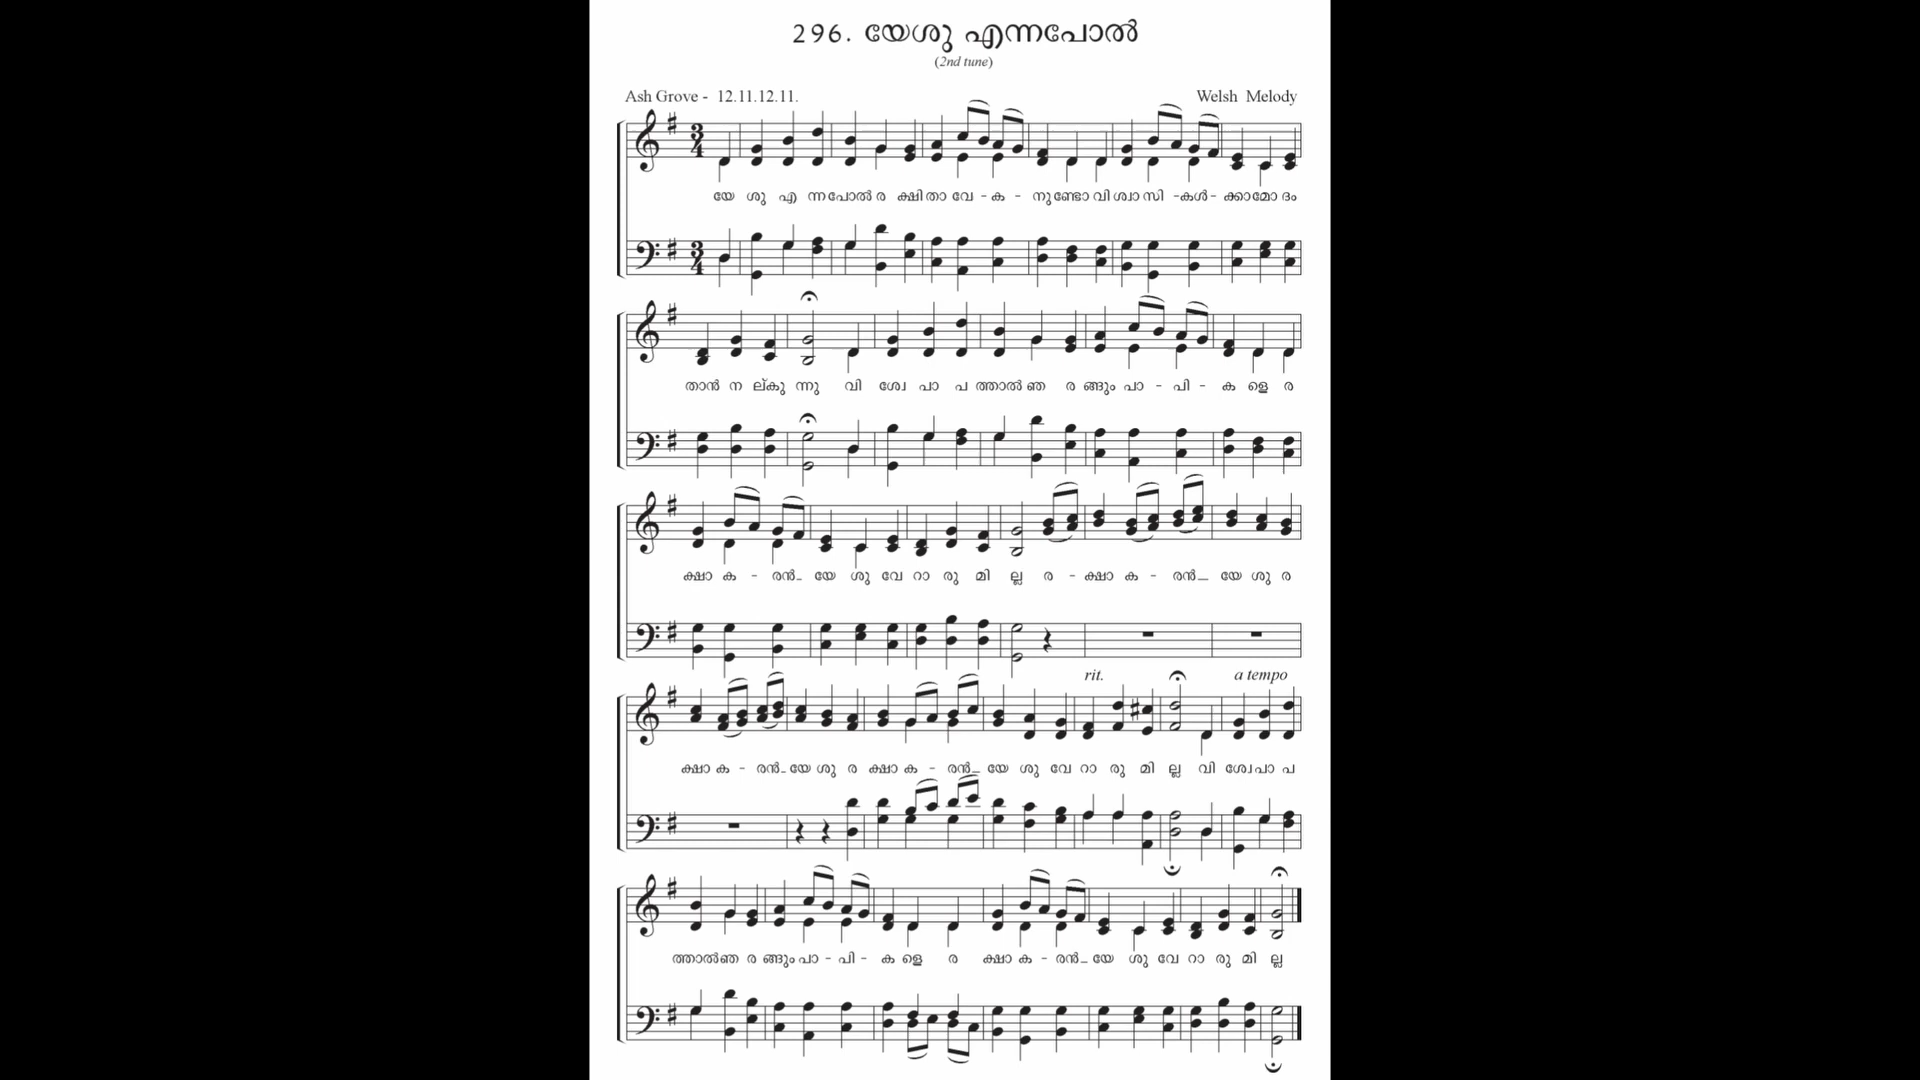 296. യേശു എന്നപോൽ
(2nd tune)
Ash Grove - 12.11.12.11. Welsh Melody
യേ ശു എ ന്നപോൽ ര ക്ഷിതാ വേ - ക - നുണ്ടോ വി ശ്വാ സി -കൾ- ക്കാമോ ദം
താൻ ന ല്കു ന്നു വി ശ്വേ പാ പ ത്താൽ ഞ ര ങ്ങും പാ - പി - ക ളെ ര
ക്ഷാ ക - രൻ_ യേ ശു വേ റാ രു മി ല്ല ര - ക്ഷാ ക - രൻ_ യേ ശു ര
rit. a tempo
ക്ഷാ ക - രൻ_ യേ ശു ര ക്ഷാ ക - രൻ_ യേ ശു വേ റാ രു മി ല്ല വി ശ്വേ പാ പ
ത്താൽഞ ര ങ്ങും പാ - പി - ക ളെ ര ക്ഷാ ക - രൻ_ യേ ശു വേ റാ രു മി ല്ല